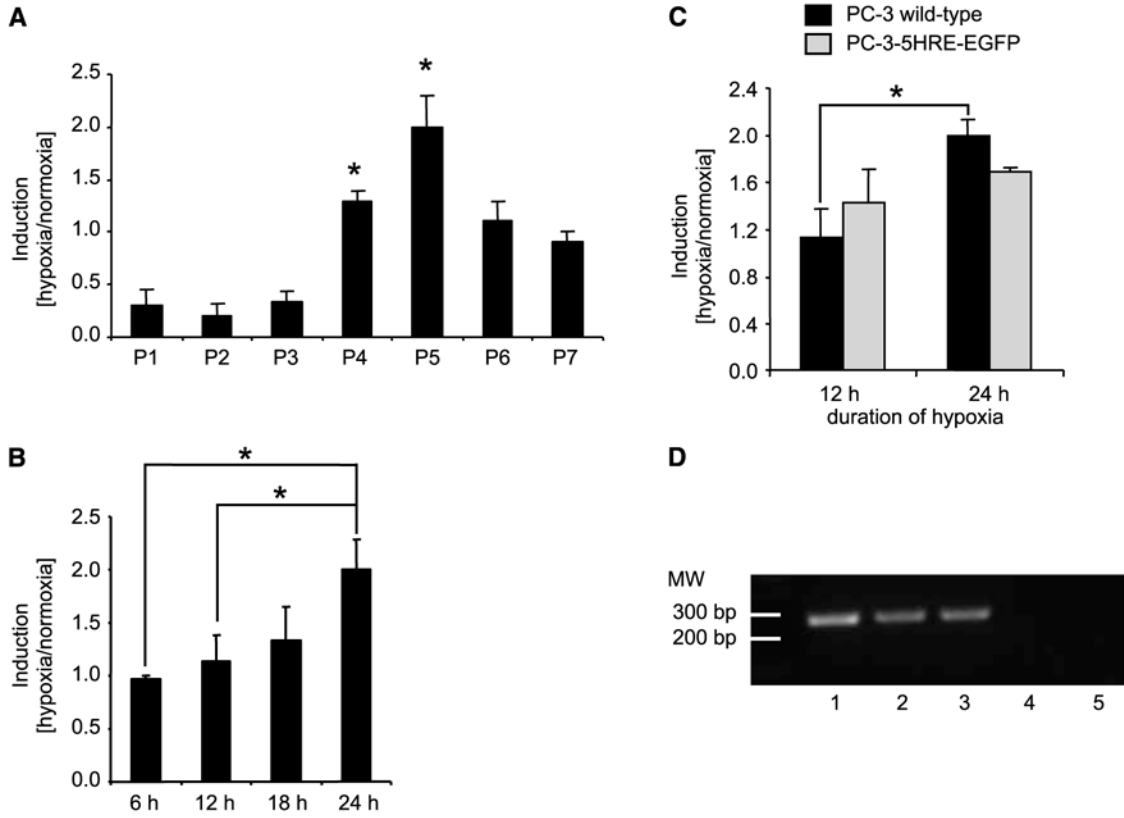 A
Induction
[hypoxia/normoxia]
2.5
2.0
1.5
1.0
0.5
0.0
*
*
P1 P2 P3 P4 P5 P6 P7
B
Induction
[hypoxia/normoxia]
2.5
2.0
1.5
1.0
0.5
0.0
*
*
6 h 12 h 18 h 24 h
C
PC-3 wild-type
PC-3-5HRE-EGFP
Induction
[hypoxia/normoxia]
2.4
2.0
1.6
1.2
0.8
0.4
0.0
*
12 h 24 h
duration of hypoxia
D
MW
300 bp
200 bp
1 2 3 4 5